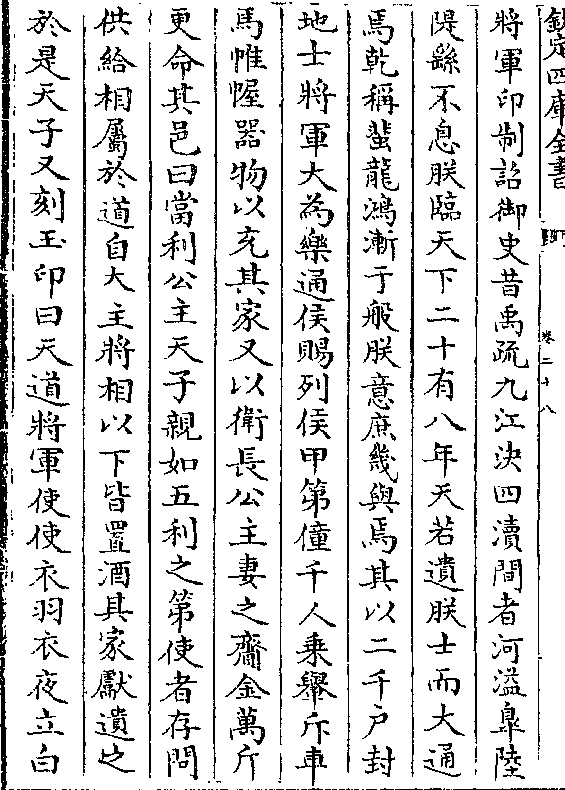 欽定四庫全書
卷二十八
將軍印制詔御史昔禹疏九江決四瀆間者河溢臯陸
隄繇不息朕臨天下二十有八年天若遺朕士而大通
焉乾稱蜚龍鴻漸于般朕意庶幾與焉其以二千戶封
地士將軍大為樂通侯賜列侯甲第僮千人乗轝斥車
馬帷幄器物以充其家又以衛長公主妻之齎金萬斤
更命其邑曰當利公主天子親如五利之第使者存問
供給相屬於道自大主將相以下皆置酒其家獻遺之
於是天子又刻玉印曰天道將軍使使衣羽衣夜立白